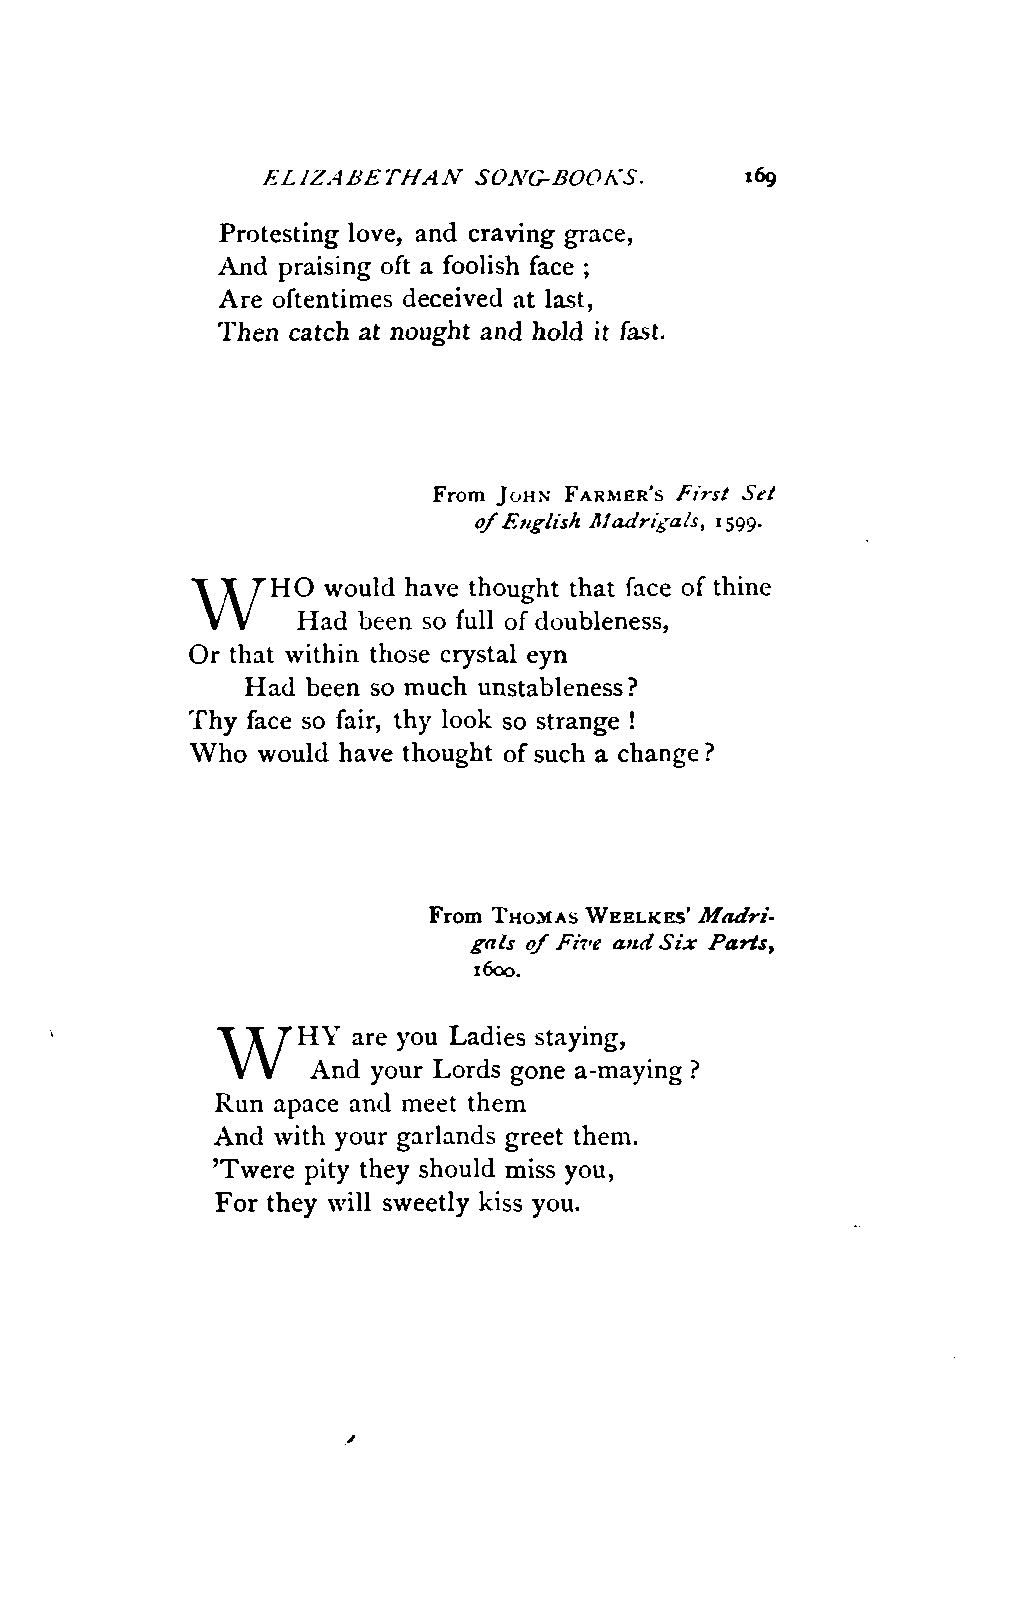 ELIZABETHAN SONG-BOOKS. 169
Protesting love, and craving grace,
And praising oft a foolish face ;
Are oftentimes deceived at last,
Then catch at nought and hold it fast.
From JOHN FARMER'S First Set
of English Madrigals, 1599.
WHO would have thought that face of thine
Had been so full of doubleness,
Or that within those crystal eyn
Had been so much unstableness?
Thy face so fair, thy look so strange !
Who would have thought of such a change?
From THOMAS WEELKES' Madri-
gals of Five and Six Parts,
1600.
WHY are you Ladies staying,
And your Lords gone a-maying ?
Run apace and meet them
And with your garlands greet them.
'Twere pity they should miss you,
For they will sweetly kiss you.